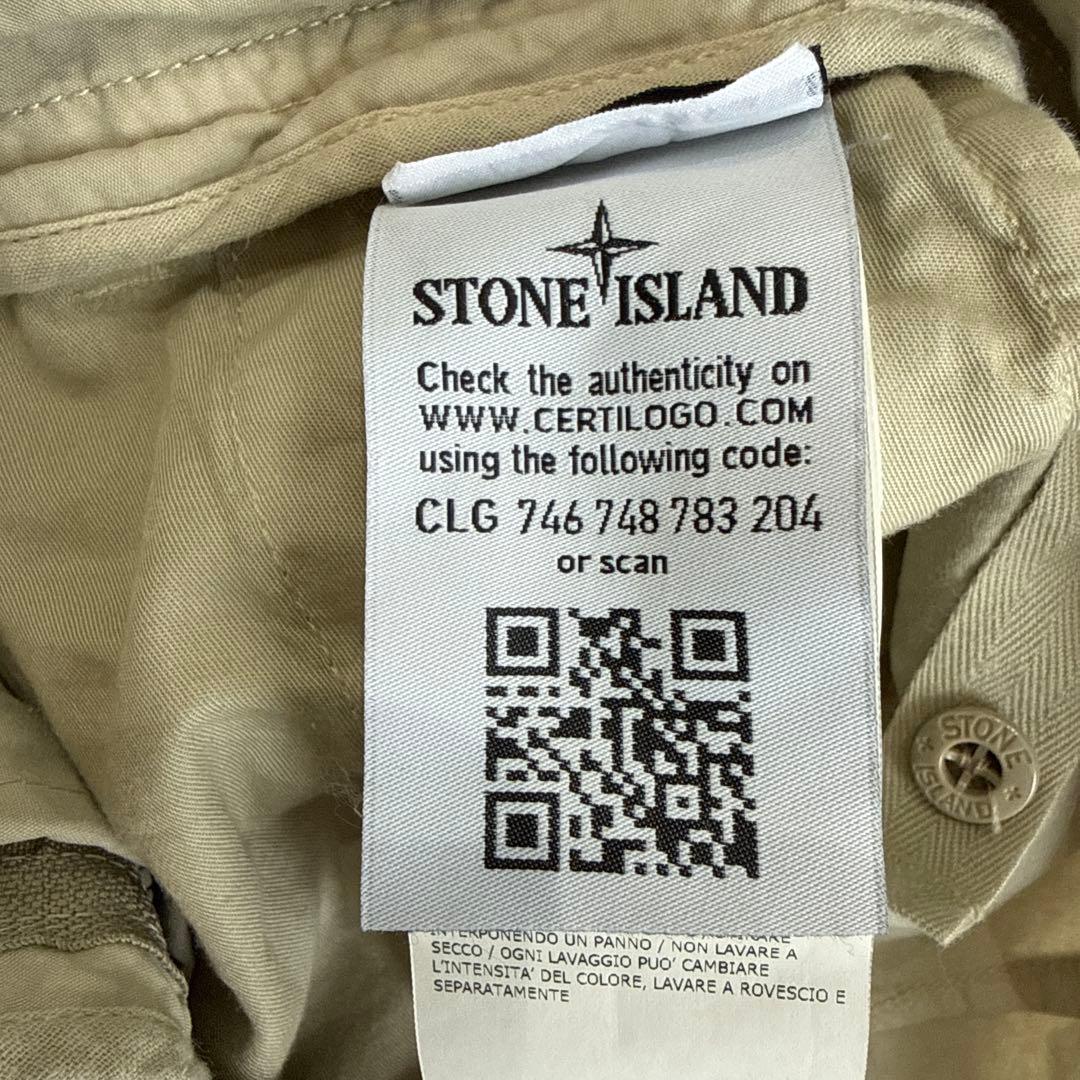 STONE ISLAND
Check the authenticity on
WWW.CERTILOGO.COM
using the following code:
CLG 746 748 783 204
or scan
STONE
ISLAND
INTERPONENDO UN PANNO / NON LAVARE A
SECCO / OGNI LAVAGGIO PUO' CAMBIARE
L'INTENSITA' DEL COLORE, LAVARE A ROVESCIO E
SEPARATAMENTE